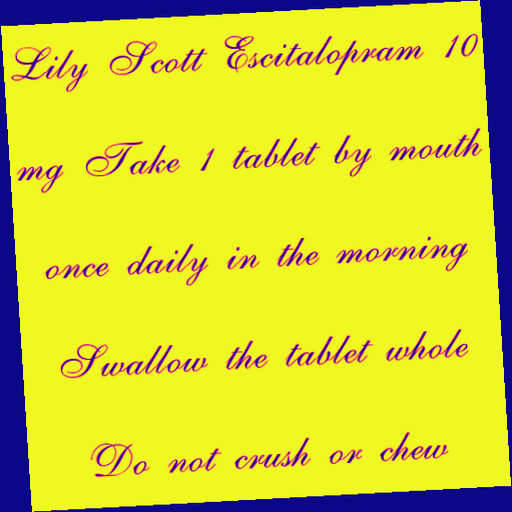 Lily Scott Escitalopram 10
mg Take 1 tablet by mouth
once daily in the morning
Swallow the tablet whole
Do not crush or chew